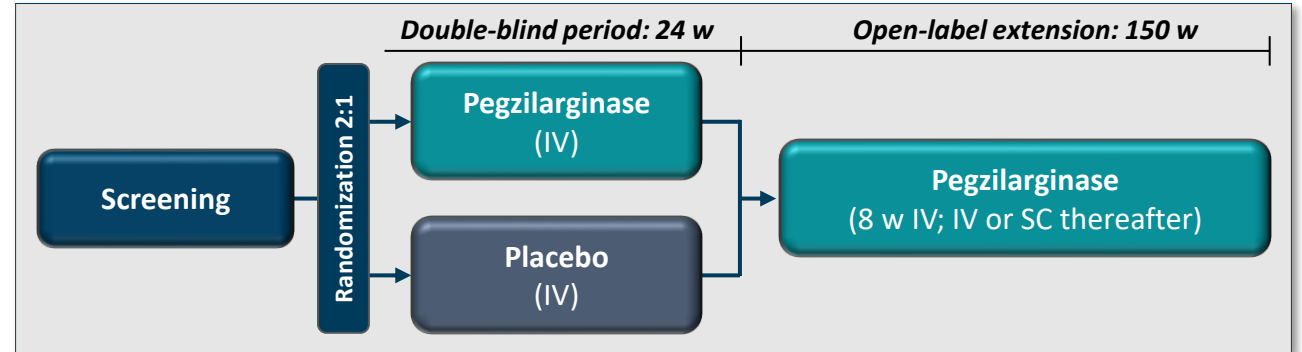 Double-blind period: 24 w
Open-label extension: 150 w
Screening
Randomization 2:1
Pegzilarginase
(IV)
Placebo
(IV)
Pegzilarginase
(8 w IV; IV or SC thereafter)